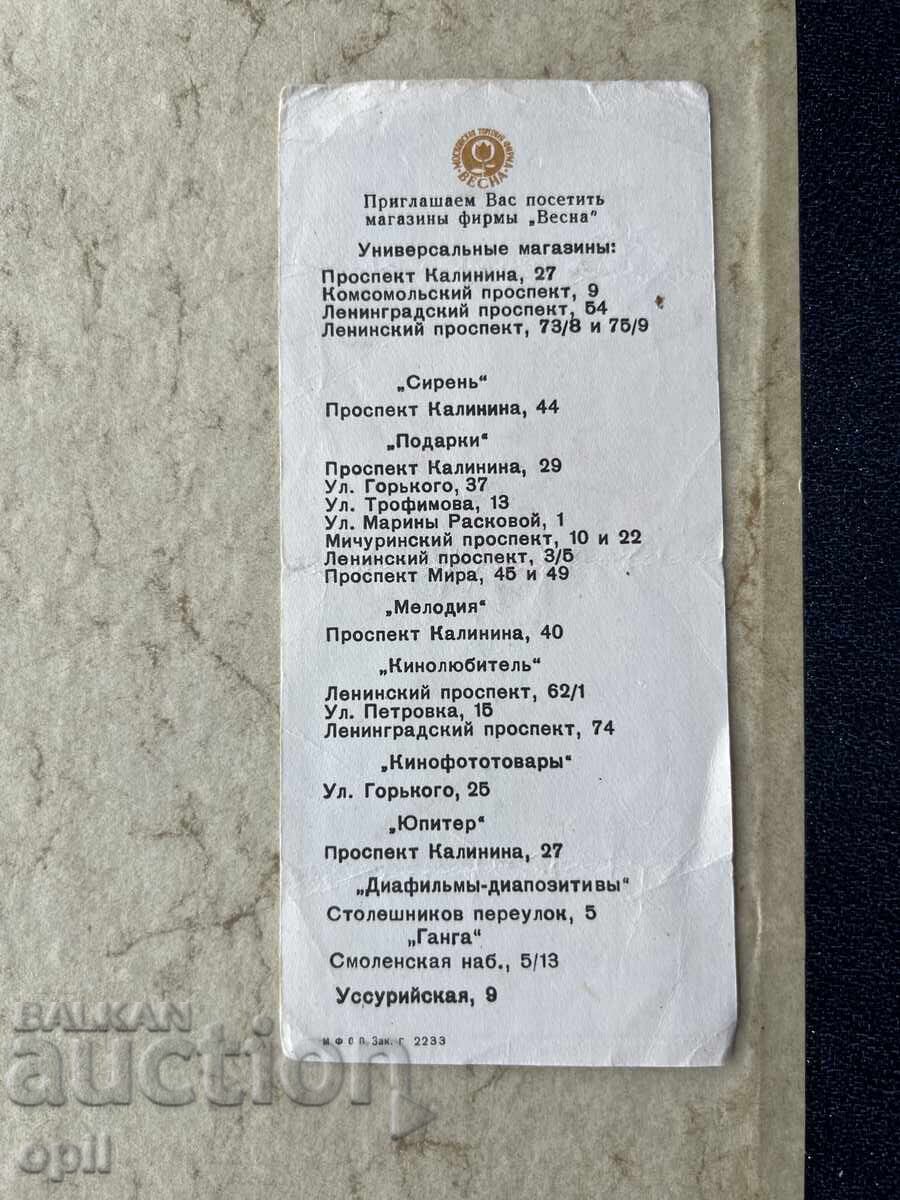 МОСКОВСКАЯ ТОРГОВАЯ ФИРМА
ВЕСНА
Приглашаем Вас посетить
магазины фирмы „Весна"
Универсальные магазины:
Проспект Калинина, 27
Комсомольский проспект, 9
Ленинградский проспект, 54
Ленинский проспект, 73/8 и 75/9
„Сирень"
Проспект Калинина, 44
„Подарки"
Проспект Калинина, 29
Ул. Горького, 37
Ул. Трофимова, 13
Ул. Марины Расковой, 1
Мичуринский проспект, 10 и 22
Ленинский проспект, 3/5
Проспект Мира, 45 и 49
„Мелодия"
Проспект Калинина, 40
„Кинолюбитель"
Ленинский проспект, 62/1
Ул. Петровка, 15
Ленинградский проспект, 74
„Кинофототовары"
Ул. Горького, 25
„Юпитер"
Проспект Калинина, 27
„Диафильмы-диапозитивы"
Столешников переулок, 5
„Ганга"
Смоленская наб., 5/13
Уссурийская, 9
Зак. г 2233
BALKAN
auction
opil